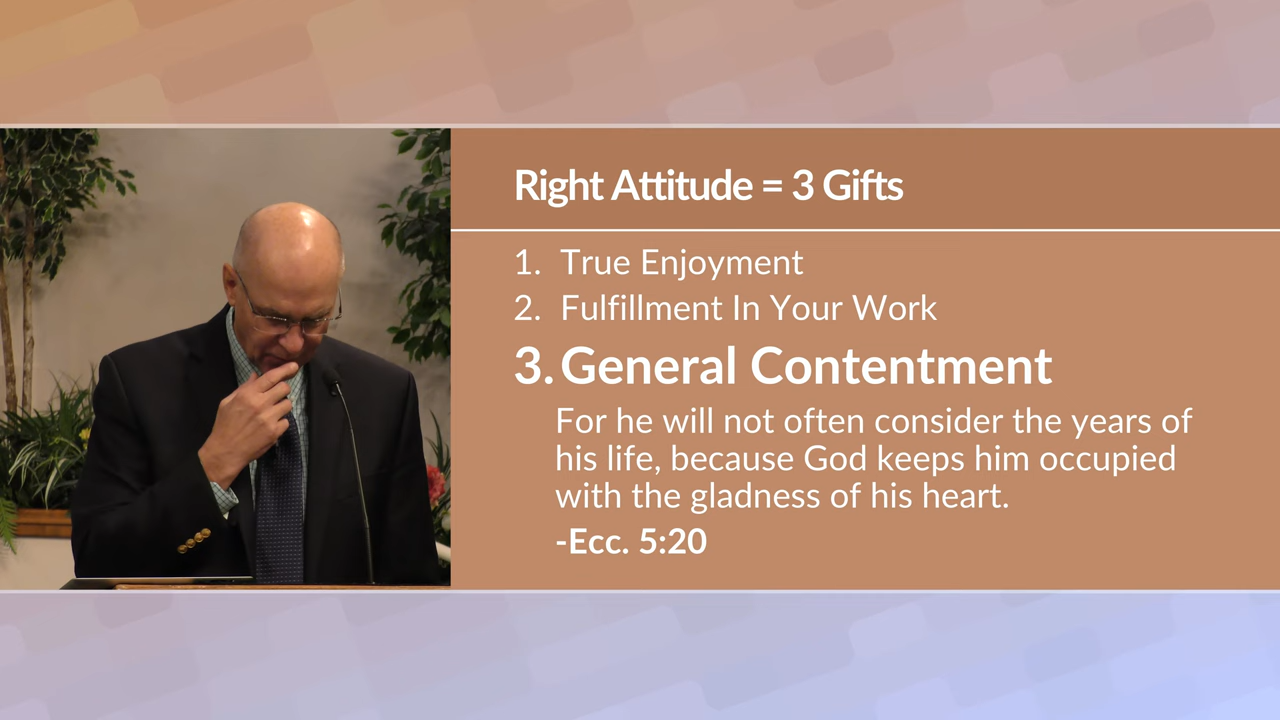 Right Attitude = 3 Gifts
1. True Enjoyment
2. Fulfillment In Your Work
3. General Contentment
For he will not often consider the years of
his life, because God keeps him occupied
with the gladness of his heart.
-Ecc. 5:20